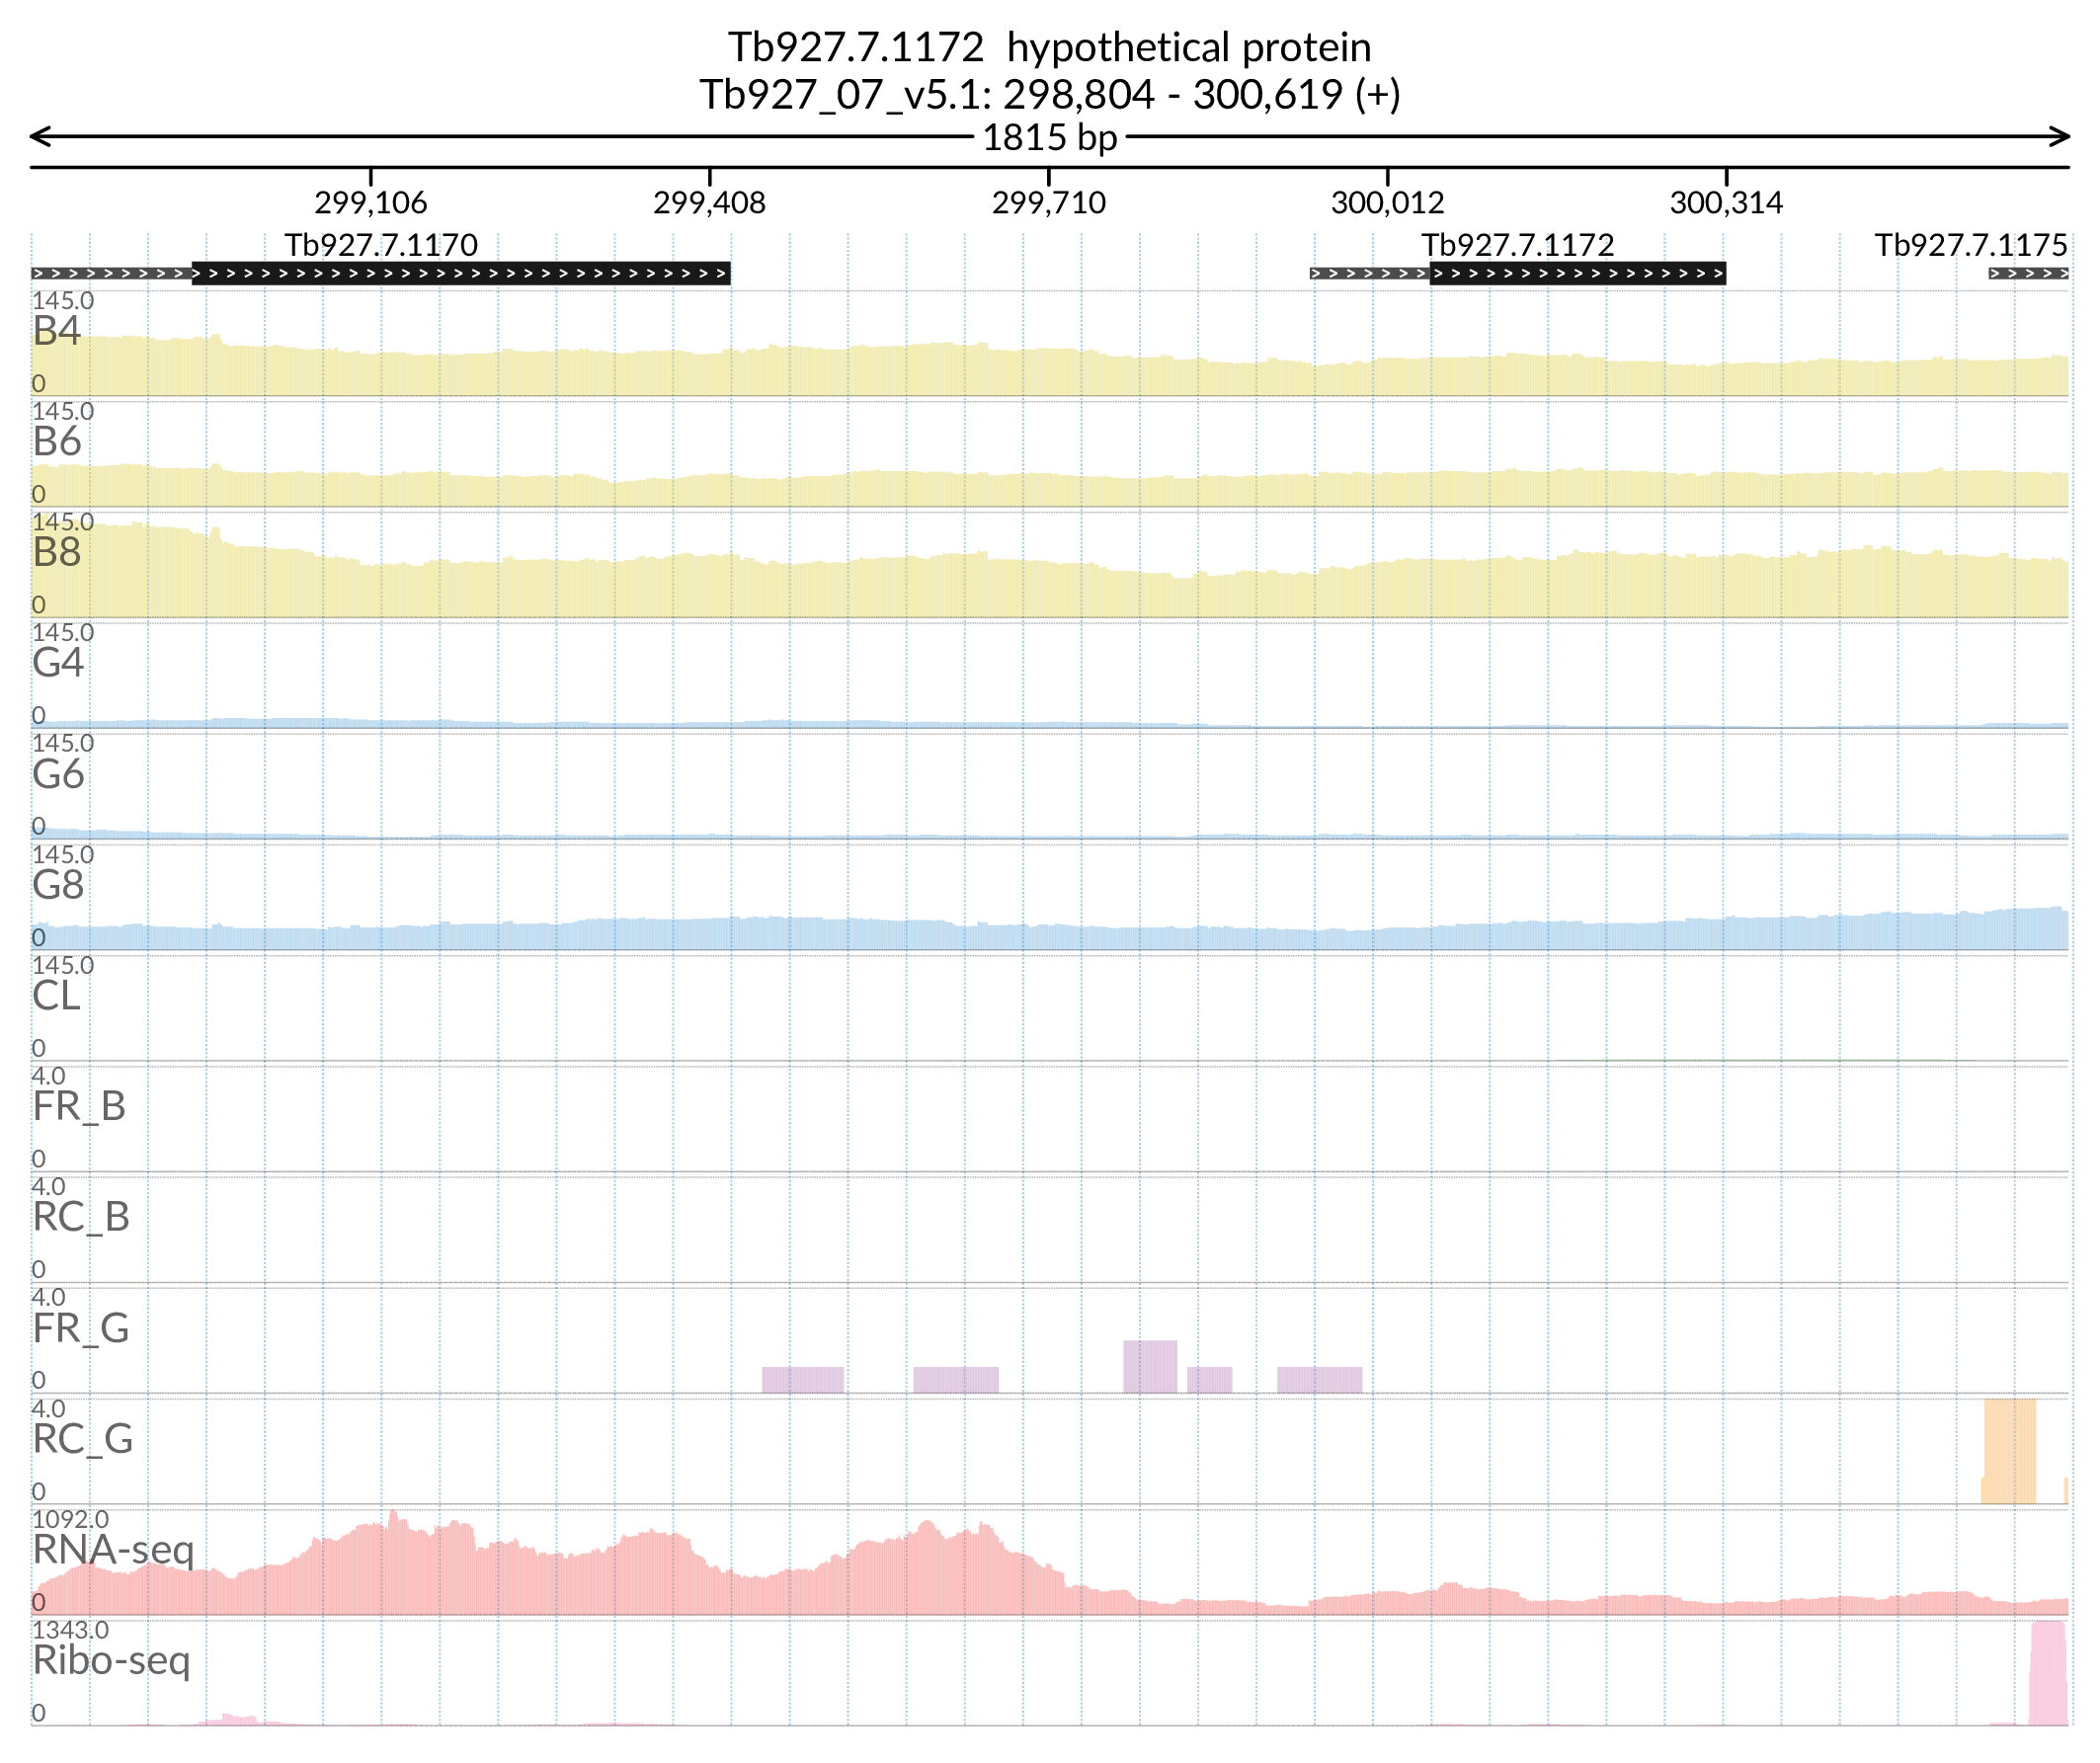 Tb927.7.1172  hypothetical protein
Tb927_07_v5.1: 298,804 - 300,619 (+)
1815 bp
299,106 299,408 299,710 300,012 300,314
Tb927.7.1170 Tb927.7.1172 Tb927.7.1175
145.0
B4
0
145.0
B6
0
145.0
B8
0
145.0
G4
0
145.0
G6
0
145.0
G8
0
145.0
CL
0
4.0
FR_B
0
4.0
RC_B
0
4.0
FR_G
0
4.0
RC_G
0
1092.0
RNA-seq
0
1343.0
Ribo-seq
0